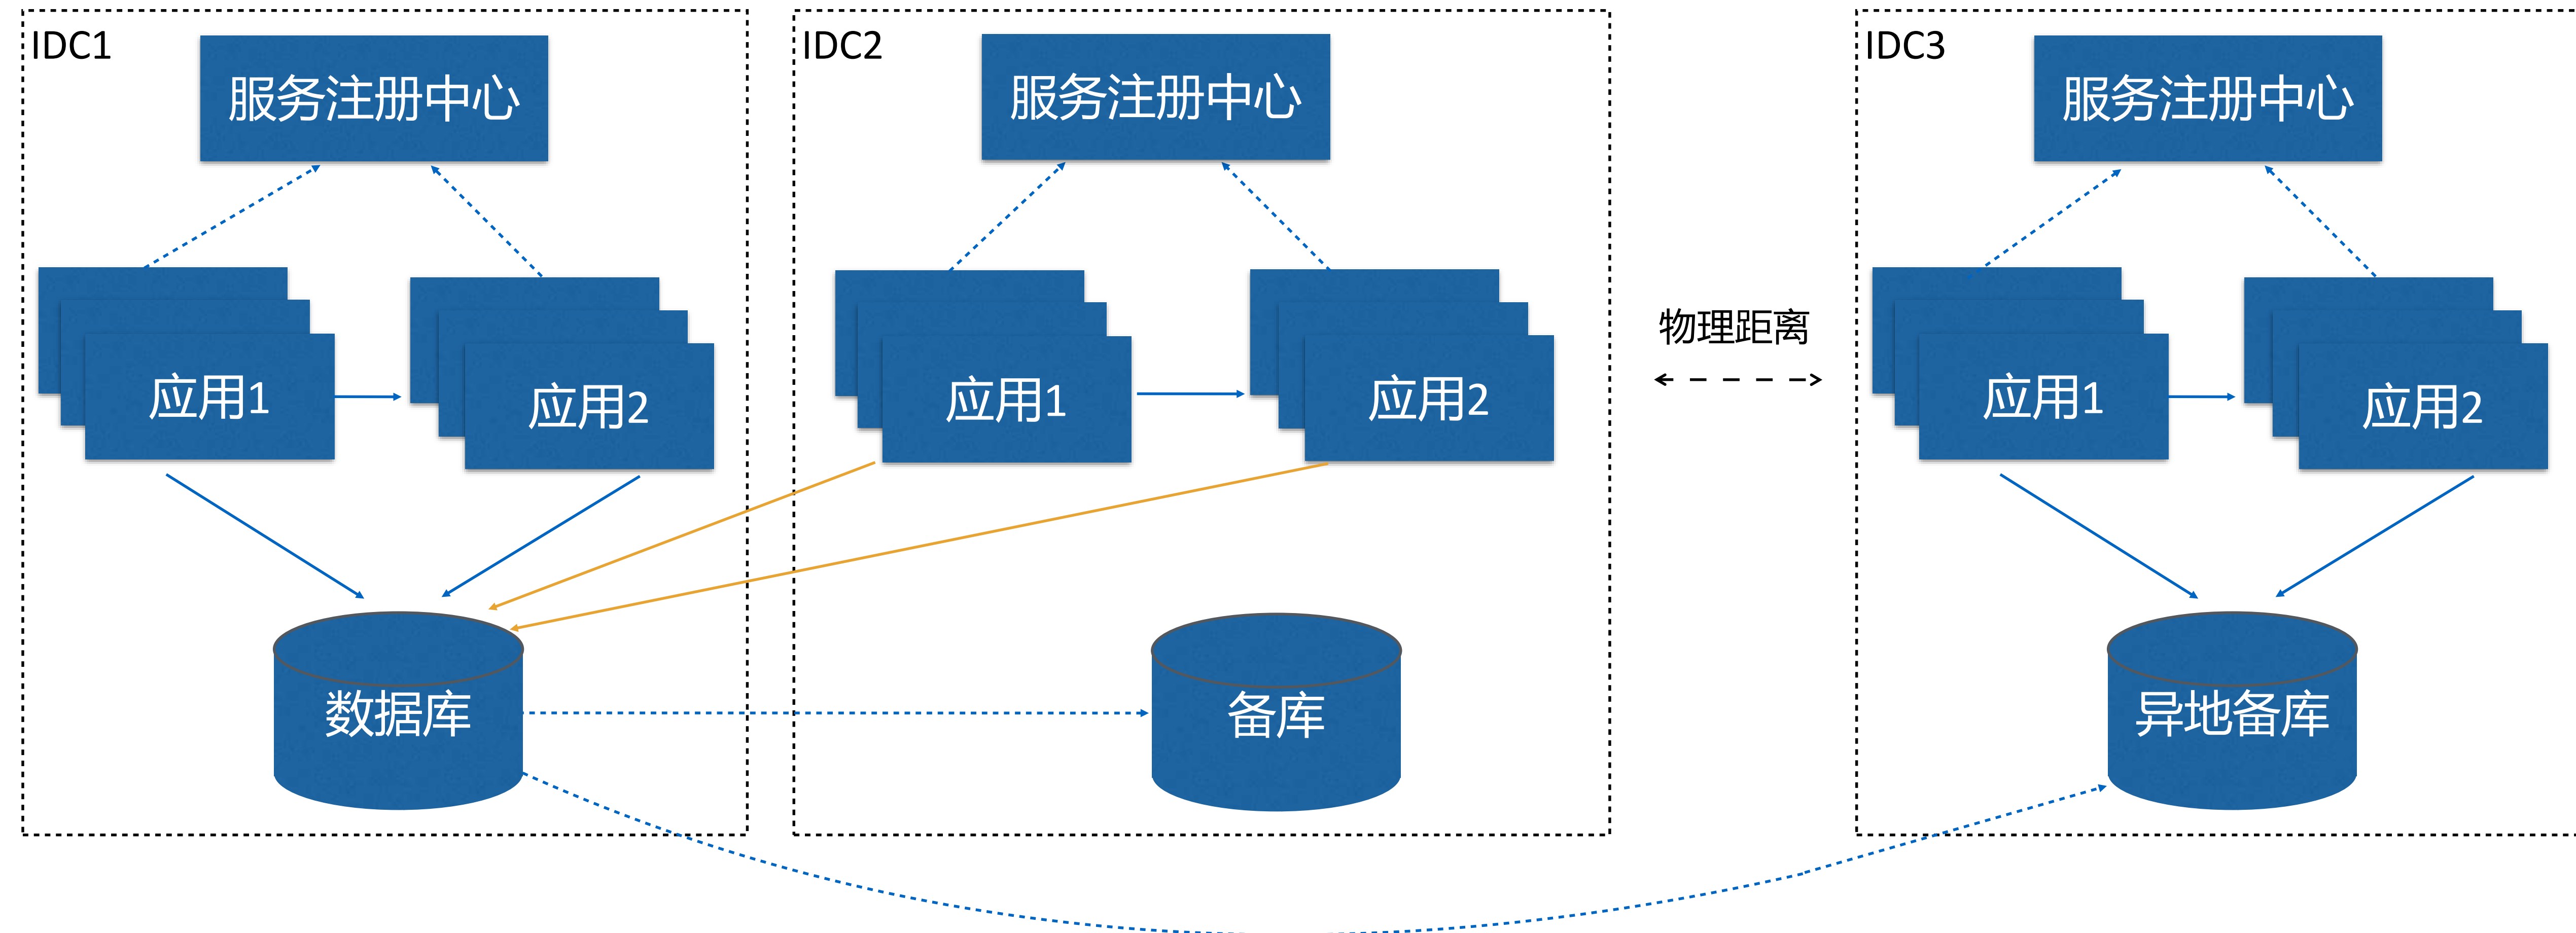 IDC1
服务注册中心
应用1
应用2
数据库
IDC2
服务注册中心
应用1
应用2
备库
物理距离
IDC3
服务注册中心
应用1
应用2
异地备库